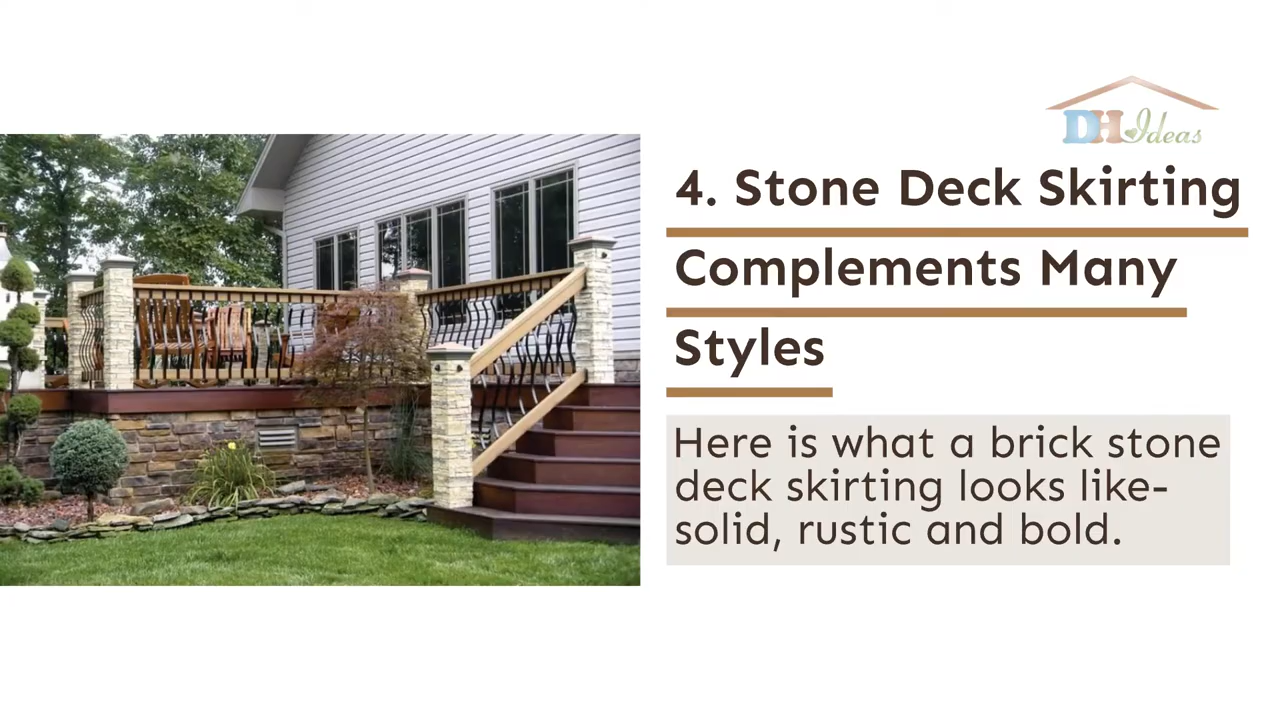 DH Ideas
4. Stone Deck Skirting
Complements Many
Styles
Here is what a brick stone
deck skirting looks like-
solid, rustic and bold.